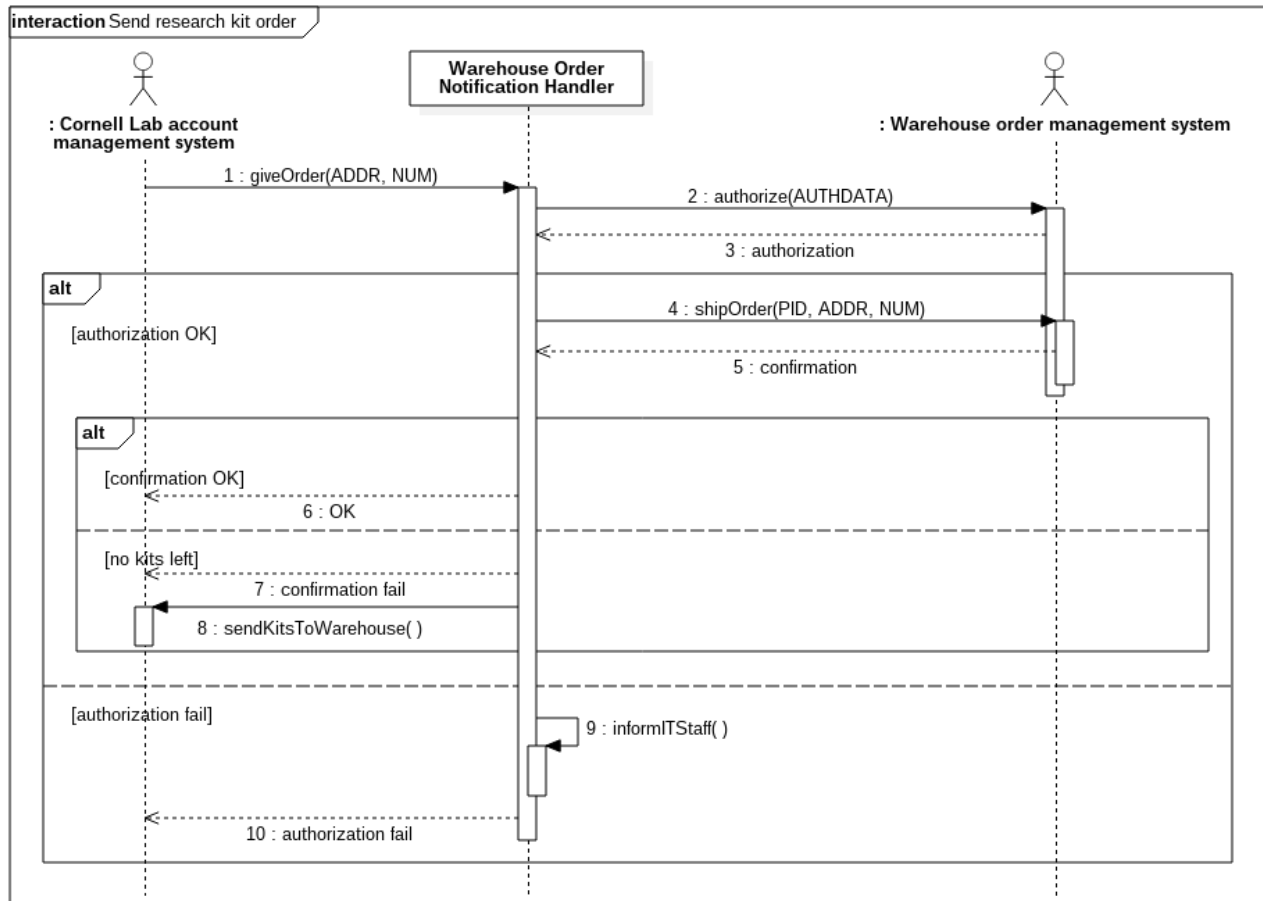 interaction Send research kit order
: Cornell Lab account
management system
Warehouse Order
Notification Handler
: Warehouse order management system
1 : giveOrder(ADDR, NUM)
2 : authorize(AUTHDATA)
3 : authorization
alt
4 : shipOrder(PID, ADDR, NUM)
[authorization OK]
5 : confirmation
alt
[confirmation OK]
6 : OK
[no kits left]
7 : confirmation fail
8 : sendKitsToWarehouse( )
[authorization fail]
9 : informITStaff( )
10 : authorization fail